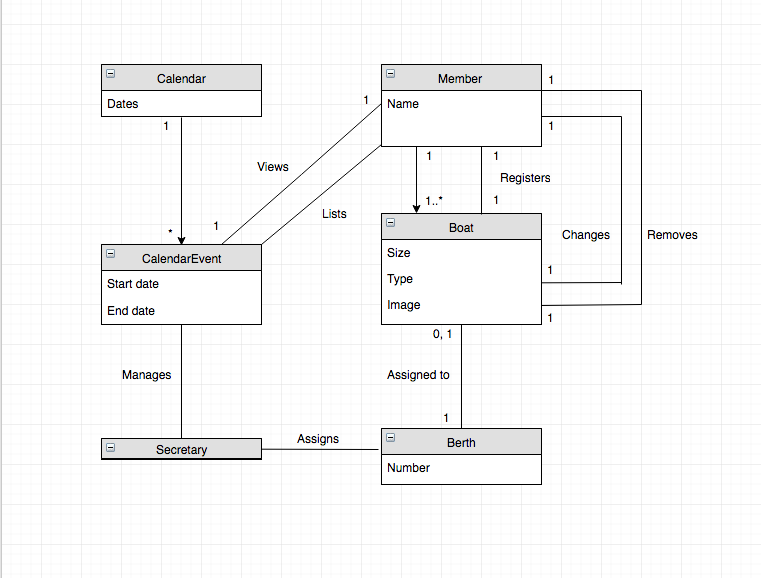 Calendar
Dates
1
*
Member
Name
1
1
1
Views
1
Lists
1
1..*
1
Registers
1
Changes
Removes
CalendarEvent
Start date
End date
Boat
Size
Type
Image
1
1
0, 1
Manages
Assigned to
1
Secretary
Assigns
Berth
Number